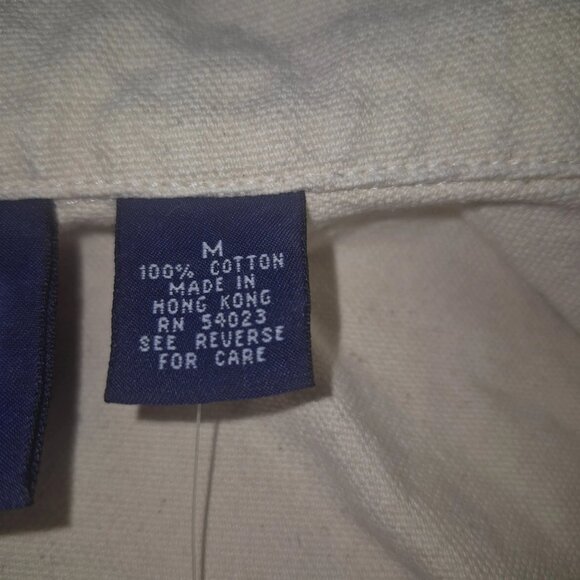 M
100% COTTON
MADE IN
HONG KONG
RN 54023
SEE REVERSE
FOR CARE